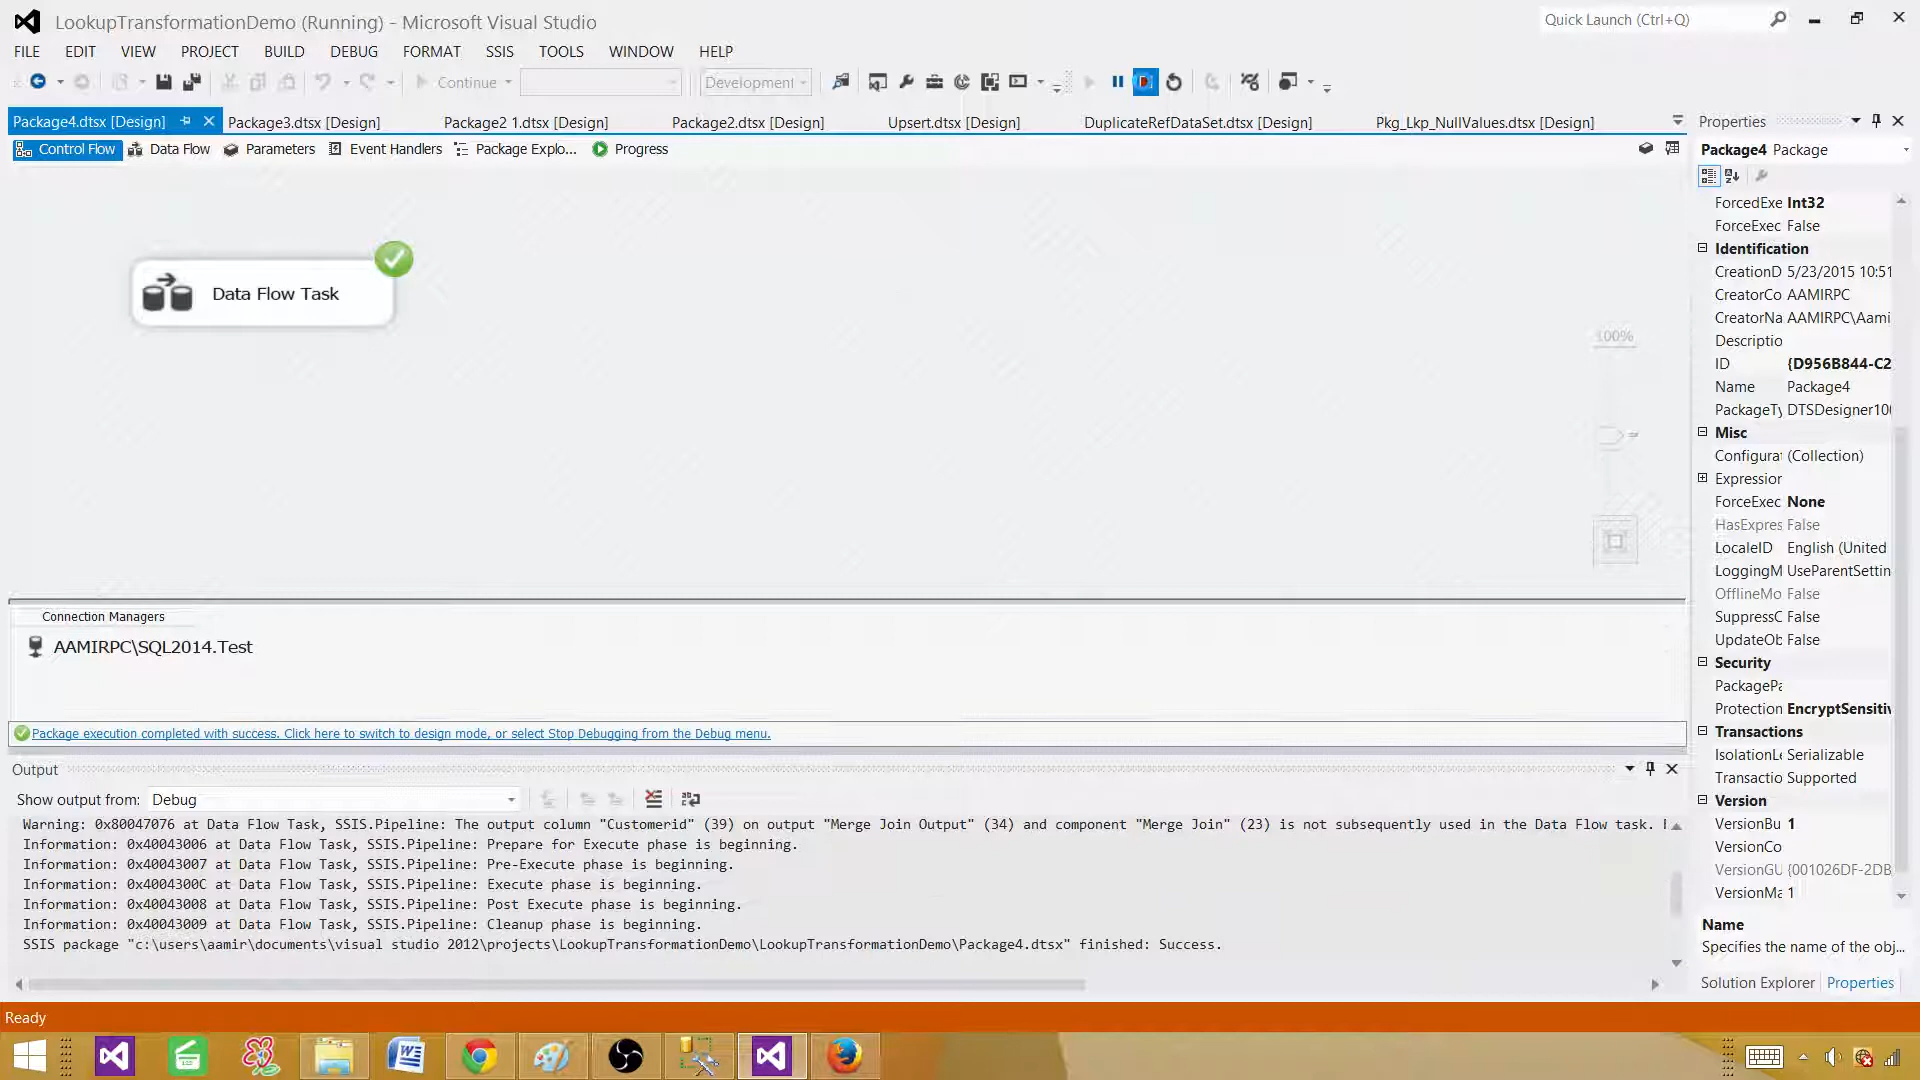 LookupTransformationDemo (Running) - Microsoft Visual Studio
Quick Launch (Ctrl+Q)
FILE EDIT VIEW PROJECT BUILD DEBUG FORMAT SSIS TOOLS WINDOW HELP
Continue
Development
Package4.dtsx [Design] Package3.dtsx [Design] Package2 1.dtsx [Design] Package2.dtsx [Design] Upsert.dtsx [Design] DuplicateRefDataSet.dtsx [Design] Pkg_Lkp_NullValues.dtsx [Design]
Control Flow Data Flow Parameters Event Handlers Package Explo... Progress
Data Flow Task
100%
Connection Managers
AAMIRPC\SQL2014.Test
Package execution completed with success. Click here to switch to design mode, or select Stop Debugging from the Debug menu.
Output
Show output from: Debug
Warning: 0x80047076 at Data Flow Task, SSIS.Pipeline: The output column "Customerid" (39) on output "Merge Join Output" (34) and component "Merge Join" (23) is not subsequently used in the Data Flow task.
Information: 0x40043006 at Data Flow Task, SSIS.Pipeline: Prepare for Execute phase is beginning.
Information: 0x40043007 at Data Flow Task, SSIS.Pipeline: Pre-Execute phase is beginning.
Information: 0x4004300C at Data Flow Task, SSIS.Pipeline: Execute phase is beginning.
Information: 0x40043008 at Data Flow Task, SSIS.Pipeline: Post Execute phase is beginning.
Information: 0x40043009 at Data Flow Task, SSIS.Pipeline: Cleanup phase is beginning.
SSIS package "c:\users\aamir\documents\visual studio 2012\projects\LookupTransformationDemo\LookupTransformationDemo\Package4.dtsx" finished: Success.
Properties
Package4 Package
ForcedExe Int32
ForceExec False
Identification
CreationD 5/23/2015 10:51
CreatorCo AAMIRPC
CreatorNa AAMIRPC\Aami
Descriptio
ID {D956B844-C2
Name Package4
PackageTy DTSDesigner100
Misc
Configurat (Collection)
Expression
ForceExec None
HasExpres False
LocaleID English (United
LoggingM UseParentSettin
OfflineMo False
SuppressC False
UpdateOb False
Security
PackagePa
Protection EncryptSensitiv
Transactions
IsolationLe Serializable
Transactio Supported
Version
VersionBu 1
VersionCo
VersionGU {001026DF-2DB
VersionMa 1
Name
Specifies the name of the obj...
Solution Explorer Properties
Ready